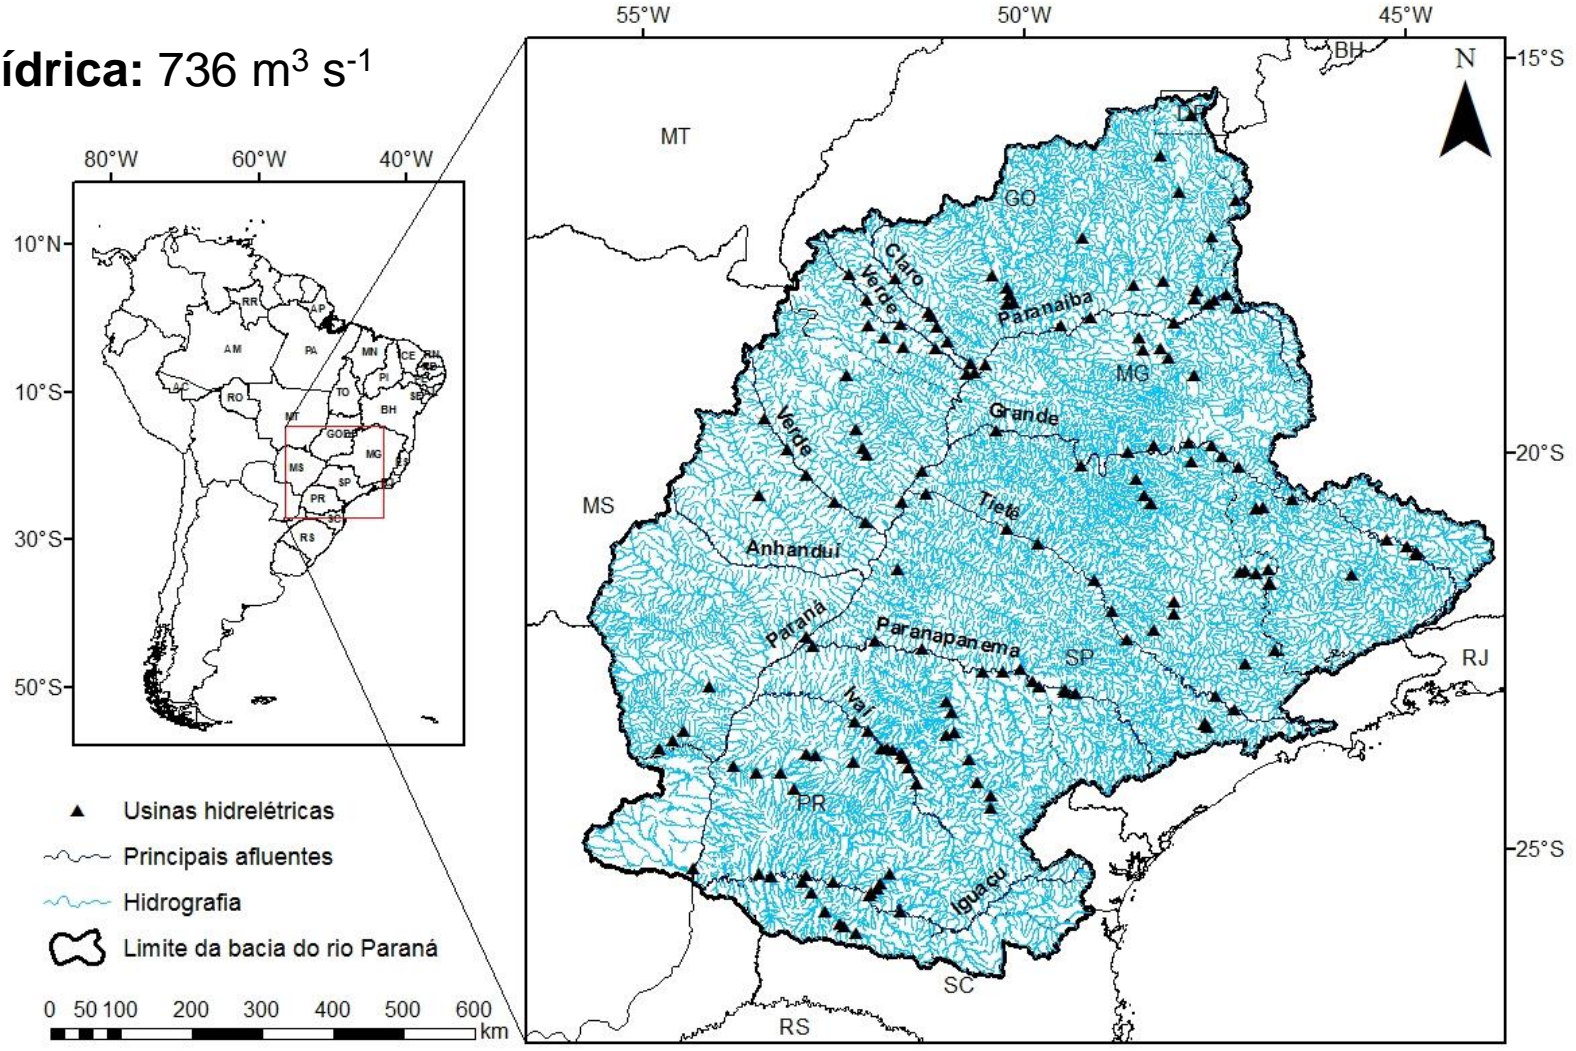 ídrica: 736 m³ s⁻¹
55°W 50°W 45°W
15°S
20°S
25°S
BH
N
DF
MT
GO
Claro
Verde
Paranaiba
MG
Grande
Verde
MS
Tietê
Anhanduí
Paraná
Paranapanema
SP
RJ
Ivaí
PR
Iguaçu
SC
RS
80°W 60°W 40°W
10°N
10°S
30°S
50°S
RR
AP
AM
PA
MN
CE
RN
PI
AC
RO
TO
SE
BH
MT
GO
MG
MS
SP
PR
SC
RS
Usinas hidrelétricas
Principais afluentes
Hidrografia
Limite da bacia do rio Paraná
0 50 100 200 300 400 500 600
km